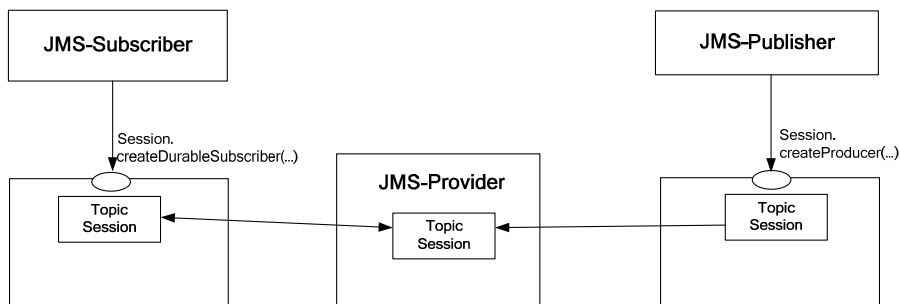 JMS-Subscriber
JMS-Publisher
Session.
createDurableSubscriber(...)
Session.
createProducer(...)
JMS-Provider
Topic
Session
Topic
Session
Topic
Session